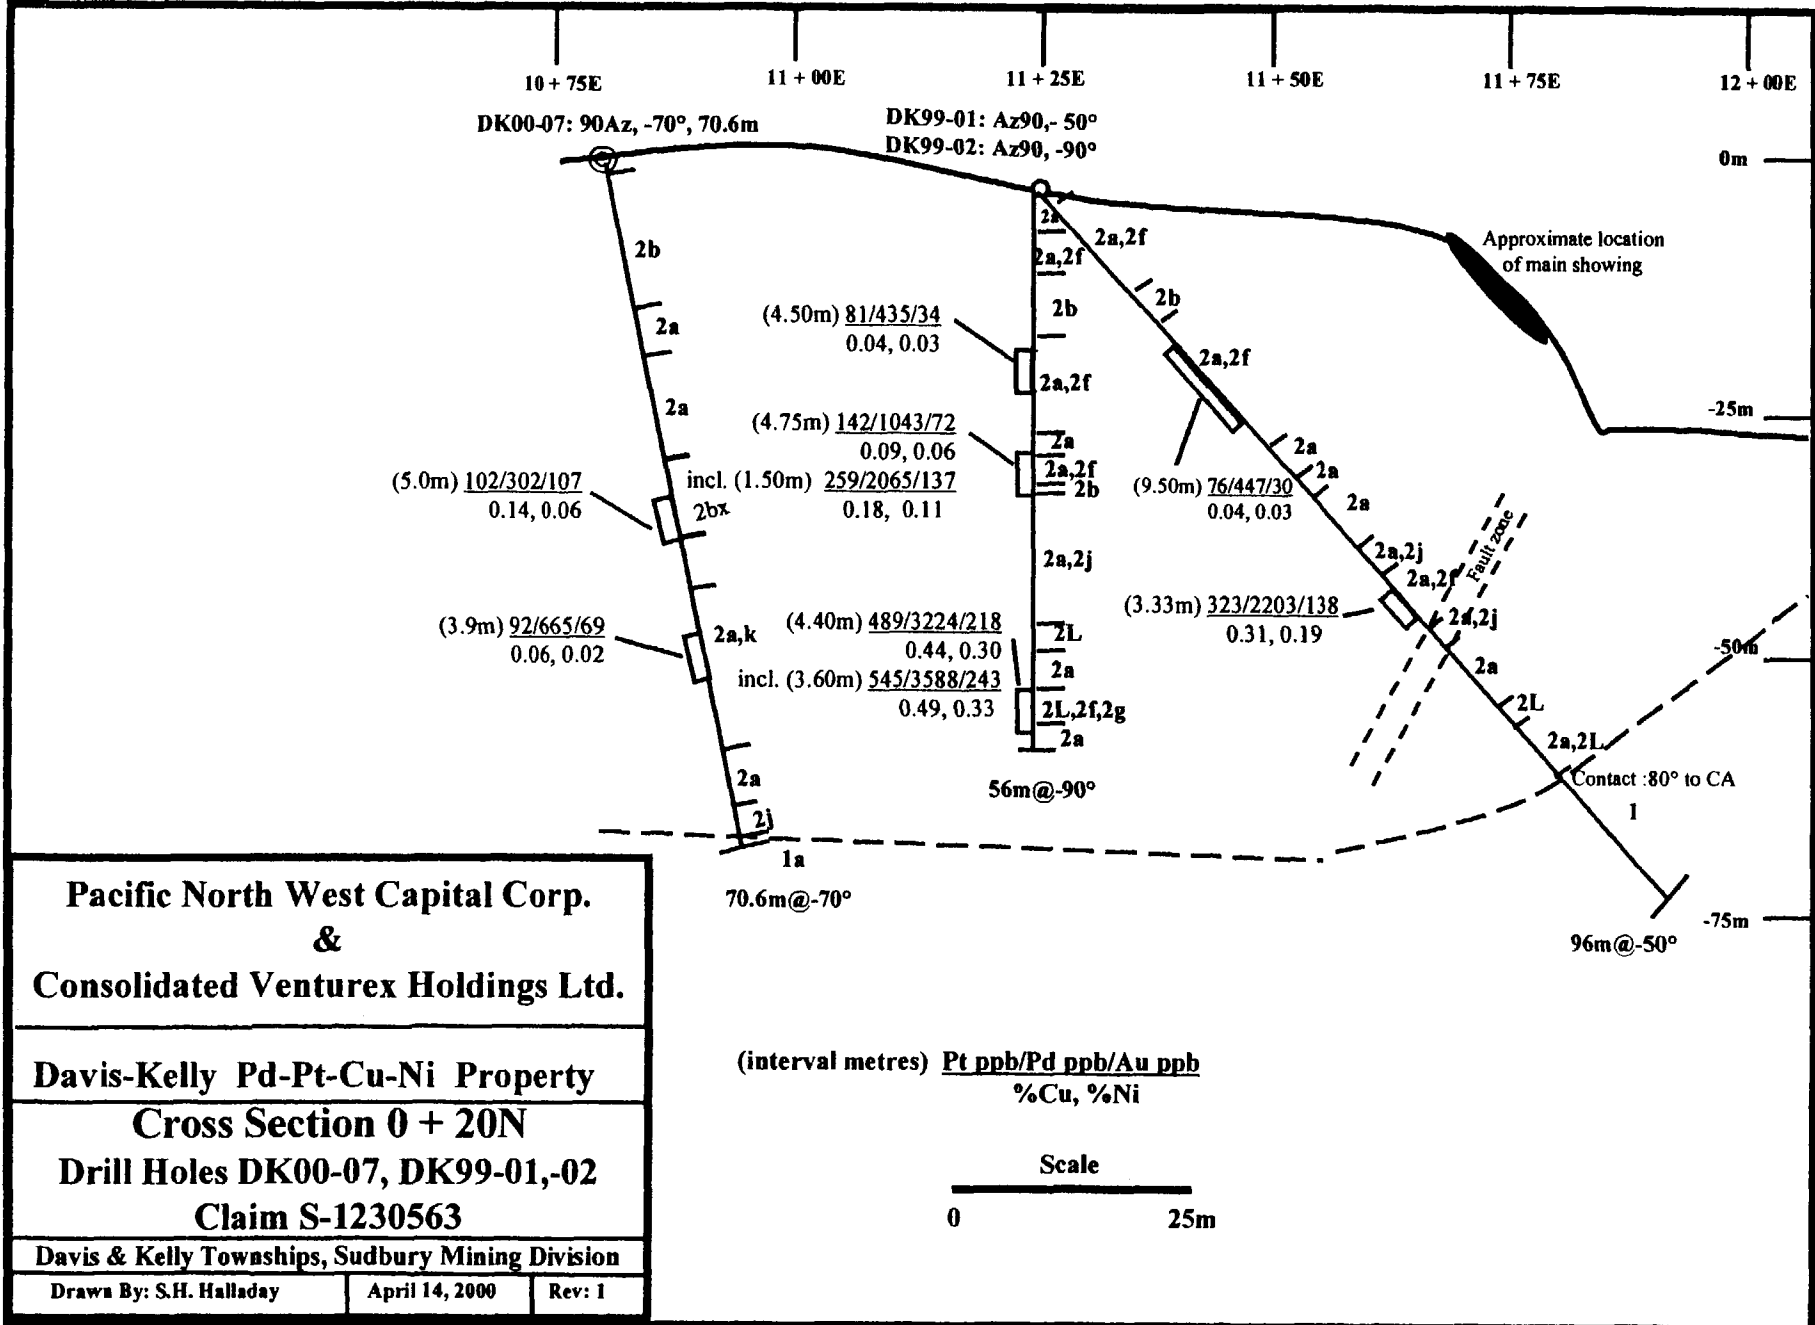 10 + 75E
11 + 00E
11 + 25E
11 + 50E
11 + 75E
12 + 00E
DK00-07: 90Az, -70°, 70.6m
DK99-01: Az90,- 50°
DK99-02: Az90, -90°
0m
-25m
-50m
-75m
Approximate location
of main showing
2b
2a
2a
2bx
2a,k
2a
2j
1a
70.6m@-70°
(5.0m) 102/302/107
0.14, 0.06
(3.9m) 92/665/69
0.06, 0.02
2a
2a,2f
2b
2a,2f
2a
2a,2f
2b
2a,2j
2L
2a
2L,2f,2g
2a
56m@-90°
(4.50m) 81/435/34
0.04, 0.03
(4.75m) 142/1043/72
0.09, 0.06
incl. (1.50m) 259/2065/137
0.18, 0.11
(4.40m) 489/3224/218
0.44, 0.30
incl. (3.60m) 545/3588/243
0.49, 0.33
2a,2f
2b
2a,2f
2a
2a
2a
2a,2j
2a,2f
2a,2j
2a
2L
2a,2L
Contact :80° to CA
1
96m@-50°
(9.50m) 76/447/30
0.04, 0.03
(3.33m) 323/2203/138
0.31, 0.19
Fault zone
Pacific North West Capital Corp.
&
Consolidated Venturex Holdings Ltd.
Davis-Kelly Pd-Pt-Cu-Ni Property
Cross Section 0 + 20N
Drill Holes DK00-07, DK99-01,-02
Claim S-1230563
Davis & Kelly Townships, Sudbury Mining Division
Drawn By: S.H. Halladay
April 14, 2000
Rev: 1
(interval metres) Pt ppb/Pd ppb/Au ppb
%Cu, %Ni
Scale
0
25m